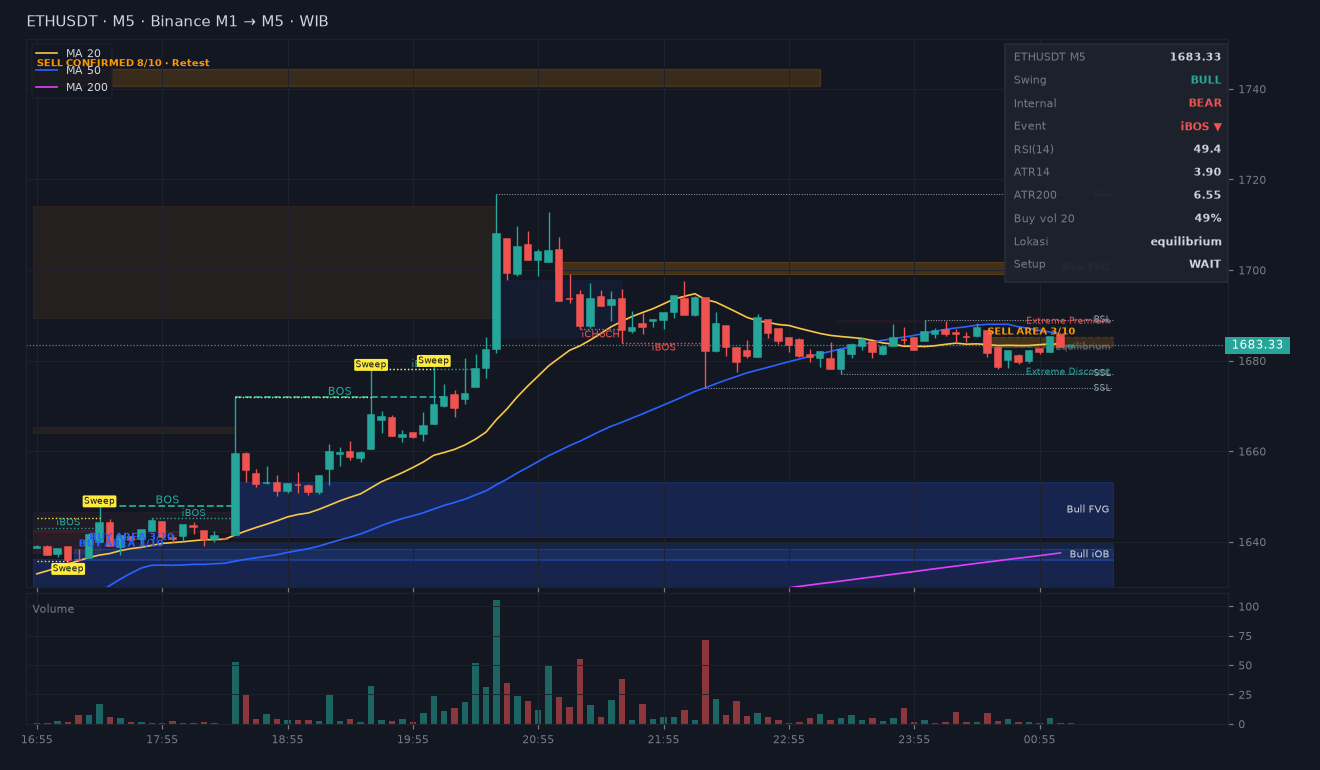 ETHUSDT · M5 · Binance M1 → M5 · WIB
MA 20
SELL CONFIRMED 8/10 · Retest
MA 50
MA 200
ETHUSDT M5 1683.33
Swing BULL
Internal BEAR
Event iBOS ▼
RSI(14) 49.4
ATR14 3.90
ATR200 6.55
Buy vol 20 49%
Lokasi equilibrium
Setup WAIT
1740
1720
1700
1680
1660
1640
1683.33
Extreme Premium
BSL
SELL AREA 3/10
Equilibrium
Extreme Discount
SSL
SSL
iCHoCH
iBOS
Sweep
Sweep
BOS
Sweep
BOS
iBOS
iBOS
Sweep
Bull FVG
Bull iOB
Volume
100
75
50
25
0
16:55 17:55 18:55 19:55 20:55 21:55 22:55 23:55 00:55